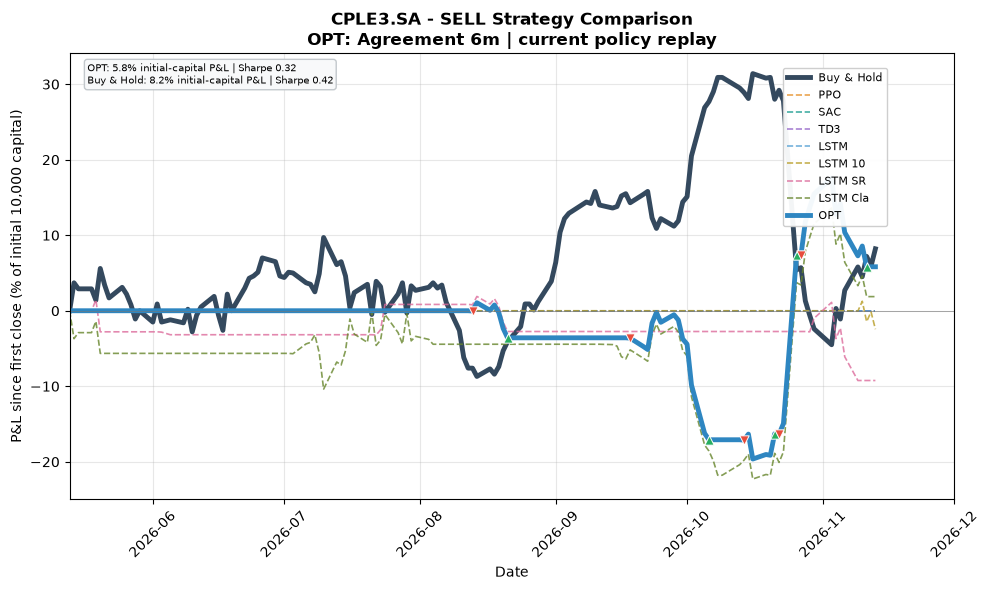 CPLE3.SA - SELL Strategy Comparison
OPT: Agreement 6m | current policy replay
OPT: 5.8% initial-capital P&L | Sharpe 0.32
Buy & Hold: 8.2% initial-capital P&L | Sharpe 0.42
Buy & Hold
PPO
SAC
TD3
LSTM
LSTM 10
LSTM SR
LSTM Cla
OPT
P&L since first close (% of initial 10,000 capital)
30
20
10
0
−10
−20
2026-06
2026-07
2026-08
2026-09
2026-10
2026-11
2026-12
Date